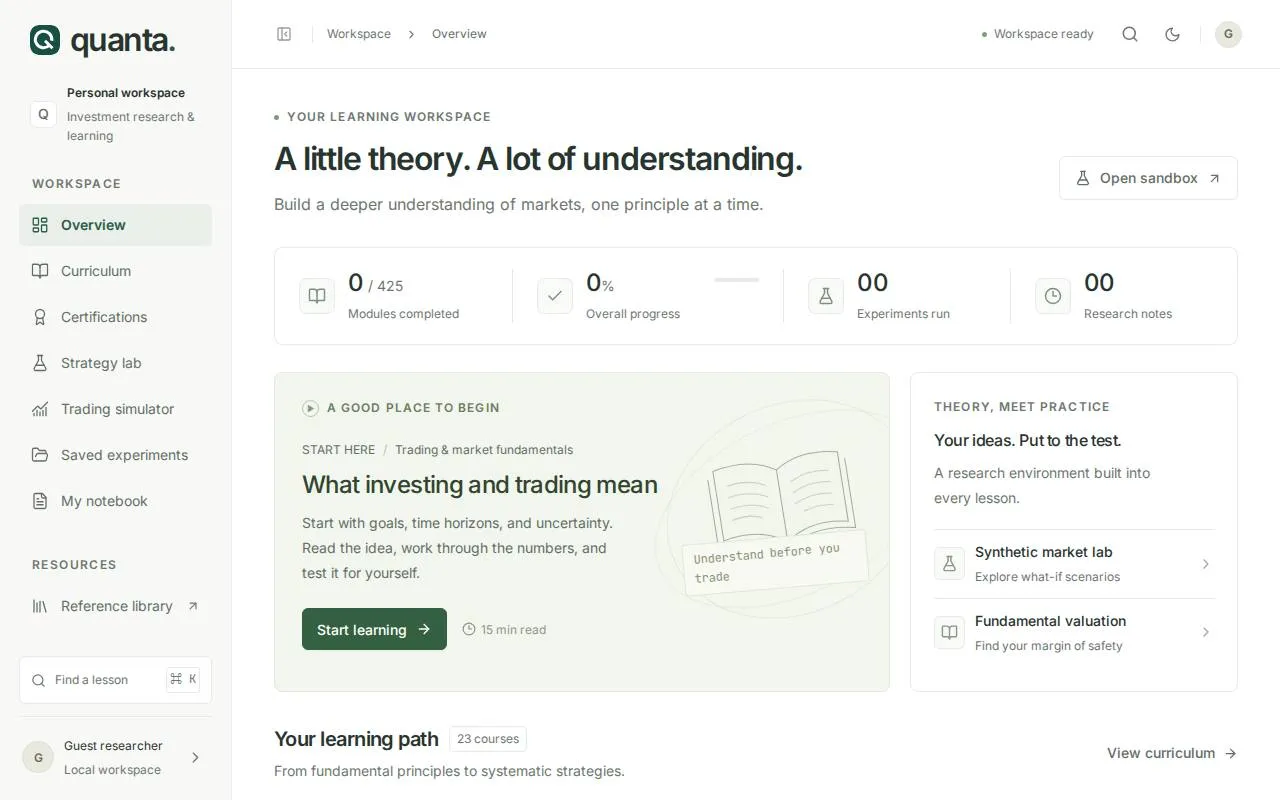 quanta.
Q
Personal workspace
Investment research &
learning
WORKSPACE
Overview
Curriculum
Certifications
Strategy lab
Trading simulator
Saved experiments
My notebook
RESOURCES
Reference library
Find a lesson
⌘ K
G
Guest researcher
Local workspace
Workspace
Overview
Workspace ready
G
YOUR LEARNING WORKSPACE
A little theory. A lot of understanding.
Build a deeper understanding of markets, one principle at a time.
Open sandbox
0 / 425
Modules completed
0%
Overall progress
00
Experiments run
00
Research notes
A GOOD PLACE TO BEGIN
START HERE / Trading & market fundamentals
What investing and trading mean
Start with goals, time horizons, and uncertainty.
Read the idea, work through the numbers, and
test it for yourself.
Start learning
15 min read
Understand before you
trade
THEORY, MEET PRACTICE
Your ideas. Put to the test.
A research environment built into
every lesson.
Synthetic market lab
Explore what-if scenarios
Fundamental valuation
Find your margin of safety
Your learning path
23 courses
From fundamental principles to systematic strategies.
View curriculum